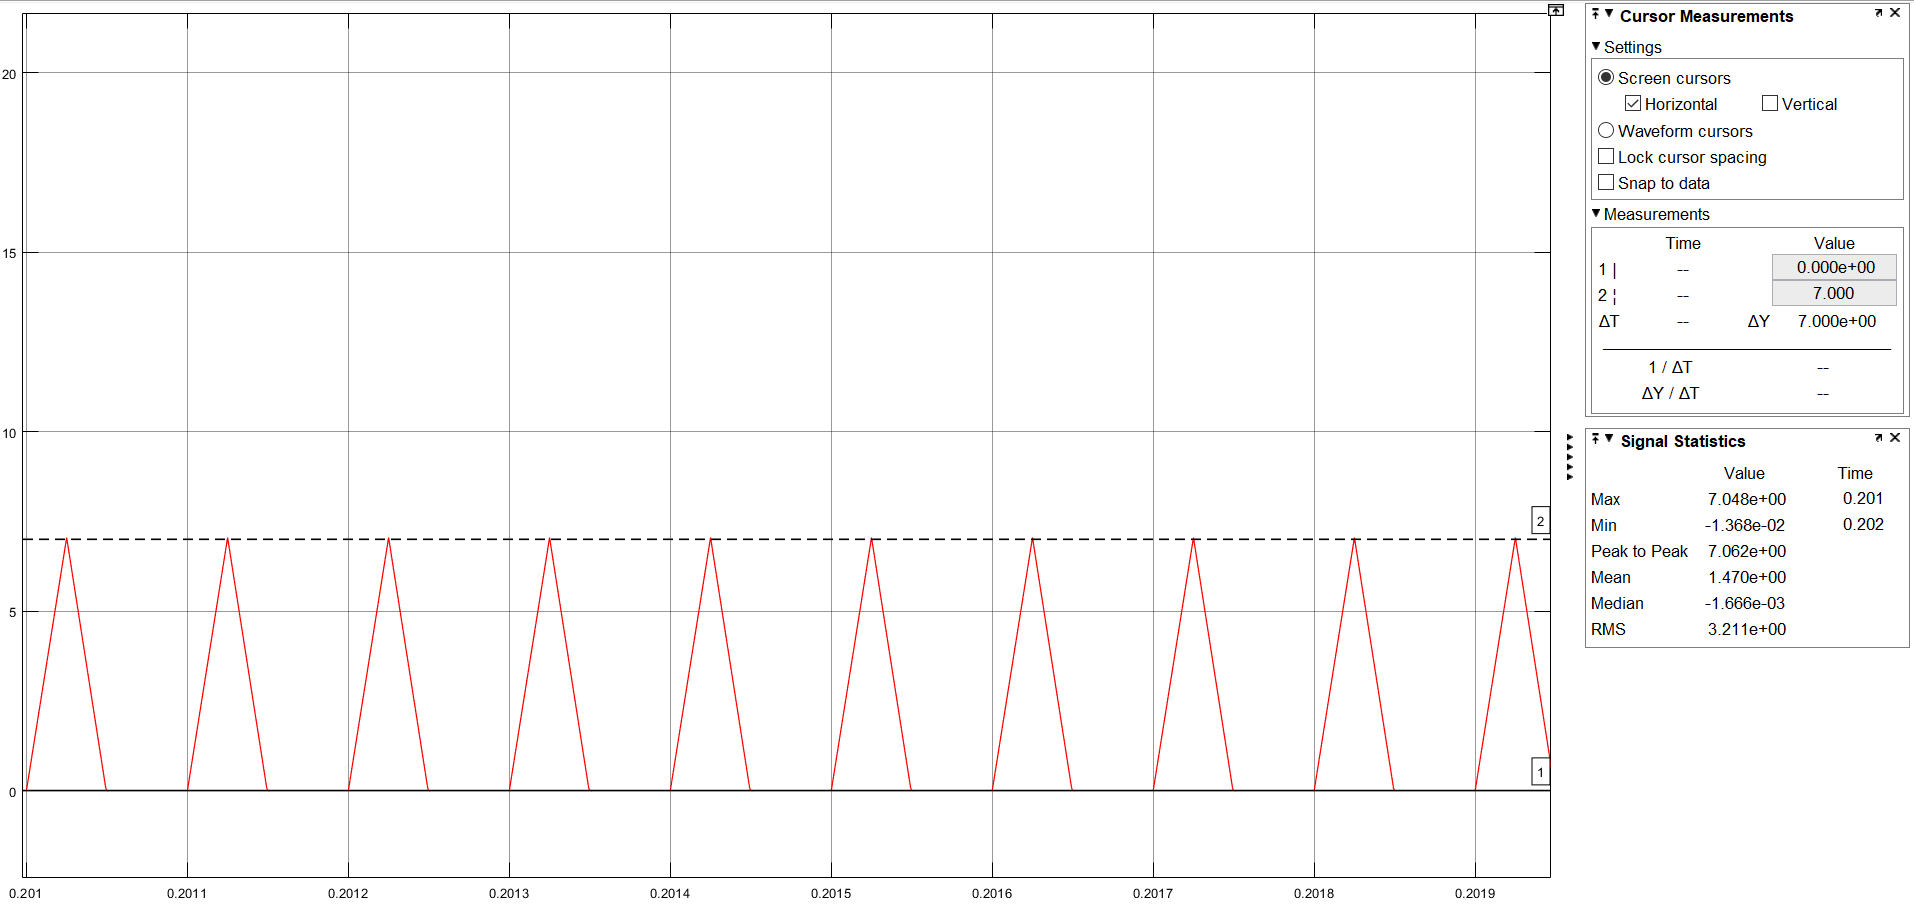 20
15
10
5
0
2
1
0.201 0.2011 0.2012 0.2013 0.2014 0.2015 0.2016 0.2017 0.2018 0.2019
Cursor Measurements
Settings
Screen cursors
Horizontal Vertical
Waveform cursors
Lock cursor spacing
Snap to data
Measurements
Time Value
1 | -- 0.000e+00
2 ¦ -- 7.000
ΔT -- ΔY 7.000e+00
1 / ΔT --
ΔY / ΔT --
Signal Statistics
Value Time
Max 7.048e+00 0.201
Min -1.368e-02 0.202
Peak to Peak 7.062e+00
Mean 1.470e+00
Median -1.666e-03
RMS 3.211e+00